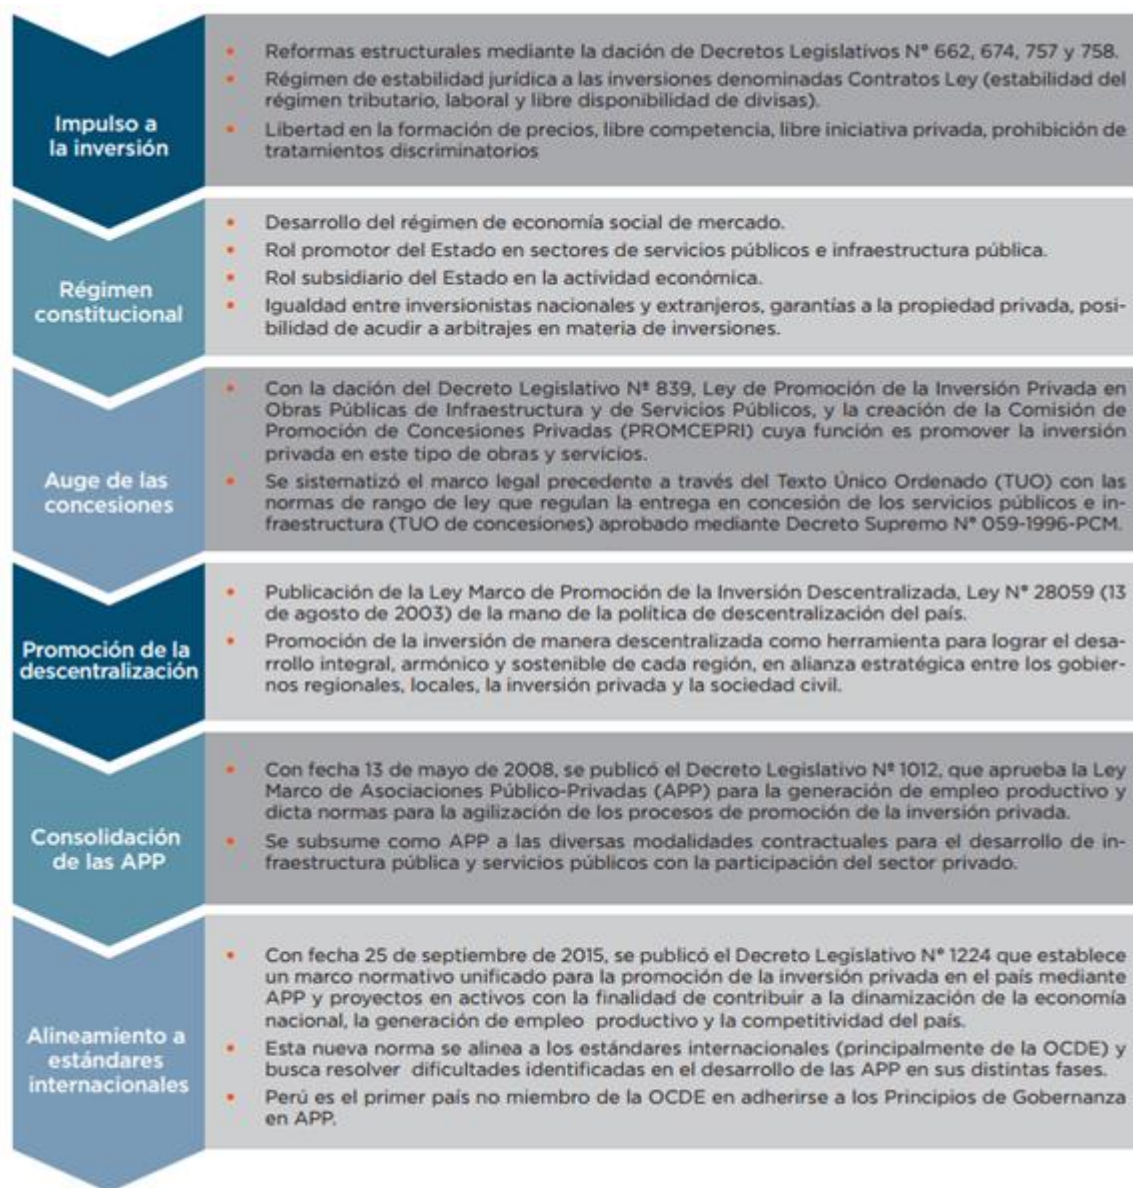 Impulso a
la inversión
• Reformas estructurales mediante la dación de Decretos Legislativos N° 662, 674, 757 y 758.
• Régimen de estabilidad jurídica a las inversiones denominadas Contratos Ley (estabilidad del
régimen tributario, laboral y libre disponibilidad de divisas).
• Libertad en la formación de precios, libre competencia, libre iniciativa privada, prohibición de
tratamientos discriminatorios
Régimen
constitucional
• Desarrollo del régimen de economía social de mercado.
• Rol promotor del Estado en sectores de servicios públicos e infraestructura pública.
• Rol subsidiario del Estado en la actividad económica.
• Igualdad entre inversionistas nacionales y extranjeros, garantías a la propiedad privada, posi-
bilidad de acudir a arbitrajes en materia de inversiones.
Auge de las
concesiones
• Con la dación del Decreto Legislativo Nº 839, Ley de Promoción de la Inversión Privada en
Obras Públicas de Infraestructura y de Servicios Públicos, y la creación de la Comisión de
Promoción de Concesiones Privadas (PROMCEPRI) cuya función es promover la inversión
privada en este tipo de obras y servicios.
• Se sistematizó el marco legal precedente a través del Texto Único Ordenado (TUO) con las
normas de rango de ley que regulan la entrega en concesión de los servicios públicos e in-
fraestructura (TUO de concesiones) aprobado mediante Decreto Supremo N° 059-1996-PCM.
Promoción de la
descentralización
• Publicación de la Ley Marco de Promoción de la Inversión Descentralizada, Ley N° 28059 (13
de agosto de 2003) de la mano de la política de descentralización del país.
• Promoción de la inversión de manera descentralizada como herramienta para lograr el desa-
rrollo integral, armónico y sostenible de cada región, en alianza estratégica entre los gobier-
nos regionales, locales, la inversión privada y la sociedad civil.
Consolidación
de las APP
• Con fecha 13 de mayo de 2008, se publicó el Decreto Legislativo Nº 1012, que aprueba la Ley
Marco de Asociaciones Público-Privadas (APP) para la generación de empleo productivo y
dicta normas para la agilización de los procesos de promoción de la inversión privada.
• Se subsume como APP a las diversas modalidades contractuales para el desarrollo de in-
fraestructura pública y servicios públicos con la participación del sector privado.
Alineamiento a
estándares
internacionales
• Con fecha 25 de septiembre de 2015, se publicó el Decreto Legislativo N° 1224 que establece
un marco normativo unificado para la promoción de la inversión privada en el país mediante
APP y proyectos en activos con la finalidad de contribuir a la dinamización de la economía
nacional, la generación de empleo productivo y la competitividad del país.
• Esta nueva norma se alinea a los estándares internacionales (principalmente de la OCDE) y
busca resolver dificultades identificadas en el desarrollo de las APP en sus distintas fases.
• Perú es el primer país no miembro de la OCDE en adherirse a los Principios de Gobernanza
en APP.